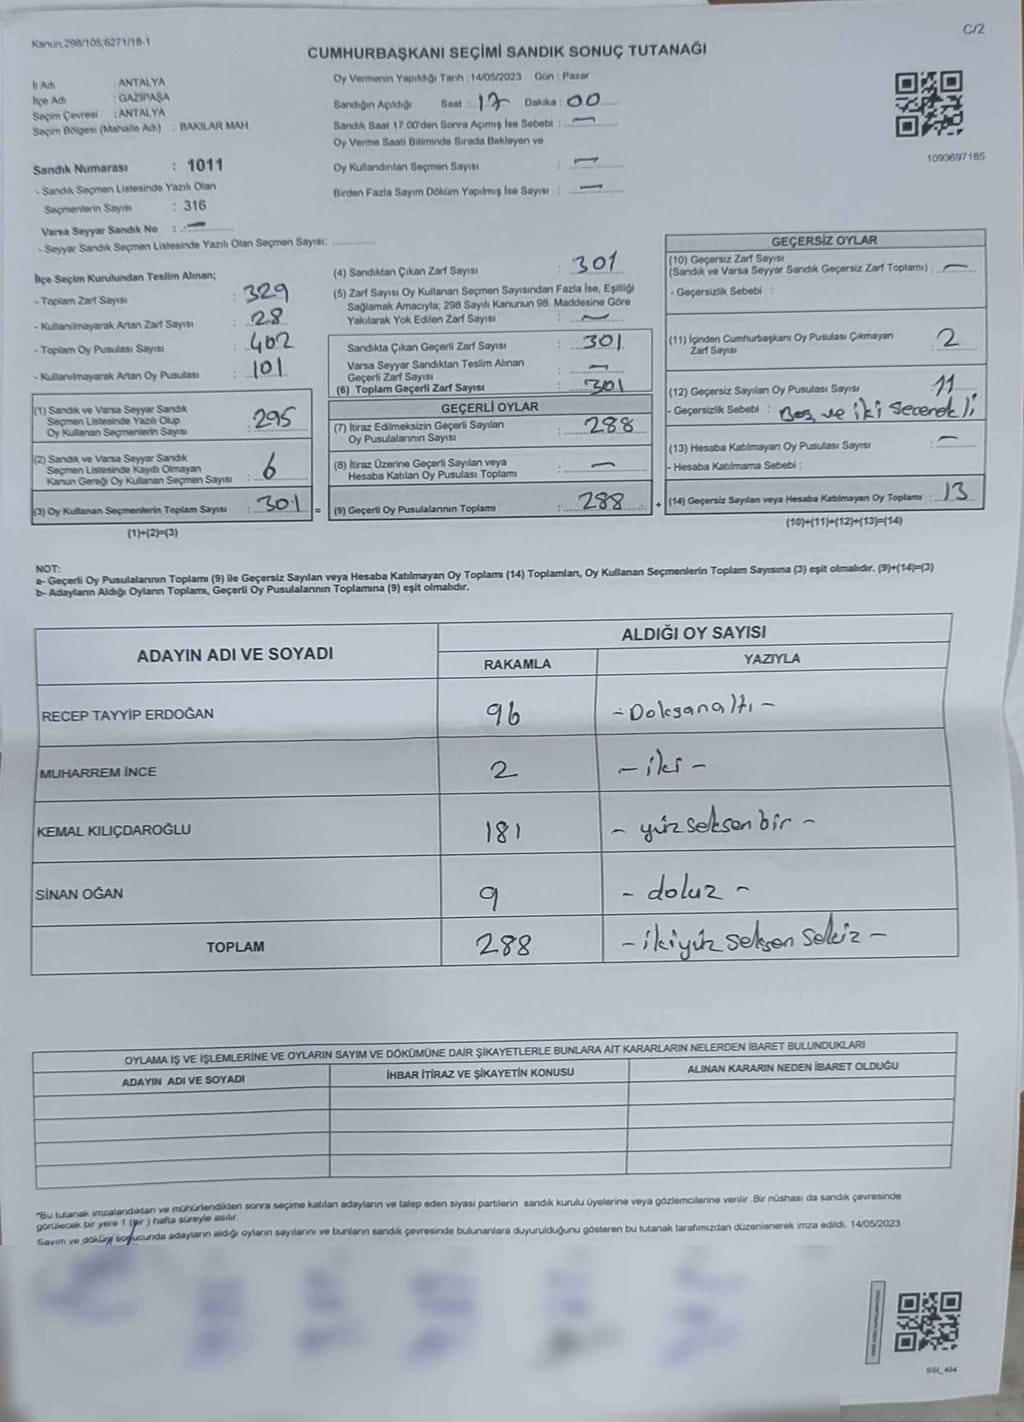 Kanun,298/105,6271/18-1
C/2
CUMHURBAŞKANI SEÇİMİ SANDIK SONUÇ TUTANAĞI
İl Adı : ANTALYA
İlçe Adı : GAZİPAŞA
Seçim Çevresi : ANTALYA
Seçim Bölgesi (Mahalle Adı) : BAKILAR MAH.
Sandık Numarası : 1011
- Sandık Seçmen Listesinde Yazılı Olan
Seçmenlerin Sayısı : 316
Varsa Seyyar Sandık No : —
- Seyyar Sandık Seçmen Listesinde Yazılı Olan Seçmen Sayısı: ..............
Oy Vermenin Yapıldığı Tarih : 14/05/2023 Gün : Pazar
Sandığın Açıldığı Saat : 17 Dakika : 00
Sandık Saat 17.00'den Sonra Açımış İse Sebebi : —
Oy Verme Saati Bitiminde Sırada Bekleyen ve
Oy Kullandırılan Seçmen Sayısı : —
Birden Fazla Sayım Döküm Yapılmış İse Sayısı : —
1093697185
İlçe Seçim Kurulundan Teslim Alınan;
- Toplam Zarf Sayısı : 329
- Kullanılmayarak Artan Zarf Sayısı : 28
- Toplam Oy Pusulası Sayısı : 402
- Kullanılmayarak Artan Oy Pusulası : 101
(1) Sandık ve Varsa Seyyar Sandık
Seçmen Listesinde Yazılı Olup
Oy Kullanan Seçmenlerin Sayısı : 295
(2) Sandık ve Varsa Seyyar Sandık
Seçmen Listesinde Kayıtlı Olmayan
Kanun Gereği Oy Kullanan Seçmen Sayısı : 6
(3) Oy Kullanan Seçmenlerin Toplam Sayısı : 301 =
(1)+(2)=(3)
(4) Sandıktan Çıkan Zarf Sayısı : 301
(5) Zarf Sayısı Oy Kullanan Seçmen Sayısından Fazla İse, Eşitliği
Sağlamak Amacıyla; 298 Sayılı Kanunun 98. Maddesine Göre
Yakılarak Yok Edilen Zarf Sayısı : —
Sandıkta Çıkan Geçerli Zarf Sayısı : 301
Varsa Seyyar Sandıktan Teslim Alınan
Geçerli Zarf Sayısı : —
(6) Toplam Geçerli Zarf Sayısı : 301
GEÇERLİ OYLAR
(7) İtiraz Edilmeksizin Geçerli Sayılan
Oy Pusulalarının Sayısı : 288
(8) İtiraz Üzerine Geçerli Sayılan veya
Hesaba Katılan Oy Pusulası Toplamı : —
(9) Geçerli Oy Pusulalarının Toplamı : 288 +
GEÇERSİZ OYLAR
(10) Geçersiz Zarf Sayısı
(Sandık ve Varsa Seyyar Sandık Geçersiz Zarf Toplamı) : —
- Geçersizlik Sebebi :
(11) İçinden Cumhurbaşkanı Oy Pusulası Çıkmayan
Zarf Sayısı : 2
(12) Geçersiz Sayılan Oy Pusulası Sayısı : 11
- Geçersizlik Sebebi : Boş ve iki seçenekli
(13) Hesaba Katılmayan Oy Pusulası Sayısı : —
- Hesaba Katılmama Sebebi :
(14) Geçersiz Sayılan veya Hesaba Katılmayan Oy Toplamı : 13
(10)+(11)+(12)+(13)=(14)
NOT:
a- Geçerli Oy Pusulalarının Toplamı (9) ile Geçersiz Sayılan veya Hesaba Katılmayan Oy Toplamı (14) Toplamları, Oy Kullanan Seçmenlerin Toplam Sayısına (3) eşit olmalıdır. (9)+(14)=(3)
b- Adayların Aldığı Oyların Toplamı, Geçerli Oy Pusulalarının Toplamına (9) eşit olmalıdır.
ADAYIN ADI VE SOYADI
ALDIĞI OY SAYISI
RAKAMLA YAZIYLA
RECEP TAYYİP ERDOĞAN 96 - Doksanaltı -
MUHARREM İNCE 2 - iki -
KEMAL KILIÇDAROĞLU 181 - yüzseksenbir -
SİNAN OĞAN 9 - dokuz -
TOPLAM 288 - ikiyüz seksen sekiz -
OYLAMA İŞ VE İŞLEMLERİNE VE OYLARIN SAYIM VE DÖKÜMÜNE DAİR ŞİKAYETLERLE BUNLARA AİT KARARLARIN NELERDEN İBARET BULUNDUKLARI
ADAYIN ADI VE SOYADI İHBAR İTİRAZ VE ŞİKAYETİN KONUSU ALINAN KARARIN NEDEN İBARET OLDUĞU
*Bu tutanak imzalandıktan ve mühürlendikten sonra seçime katılan adayların ve talep eden siyasi partilerin sandık kurulu üyelerine veya gözlemcilerine verilir. Bir nüshası da sandık çevresinde
görülecek bir yere 1 (bir) hafta süreyle asılır.
Sayım ve döküm sonucunda adayların aldığı oyların sayılarını ve bunların sandık çevresinde bulunanlara duyurulduğunu gösteren bu tutanak tarafımızdan düzenlenerek imza edildi. 14/05/2023
SSI_404